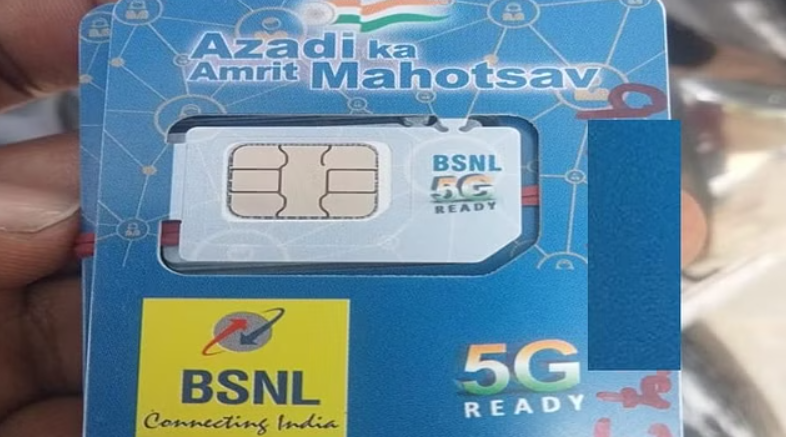 Azadi ka
Amrit Mahotsav
BSNL
5G
READY
BSNL
Connecting India
5G
READY